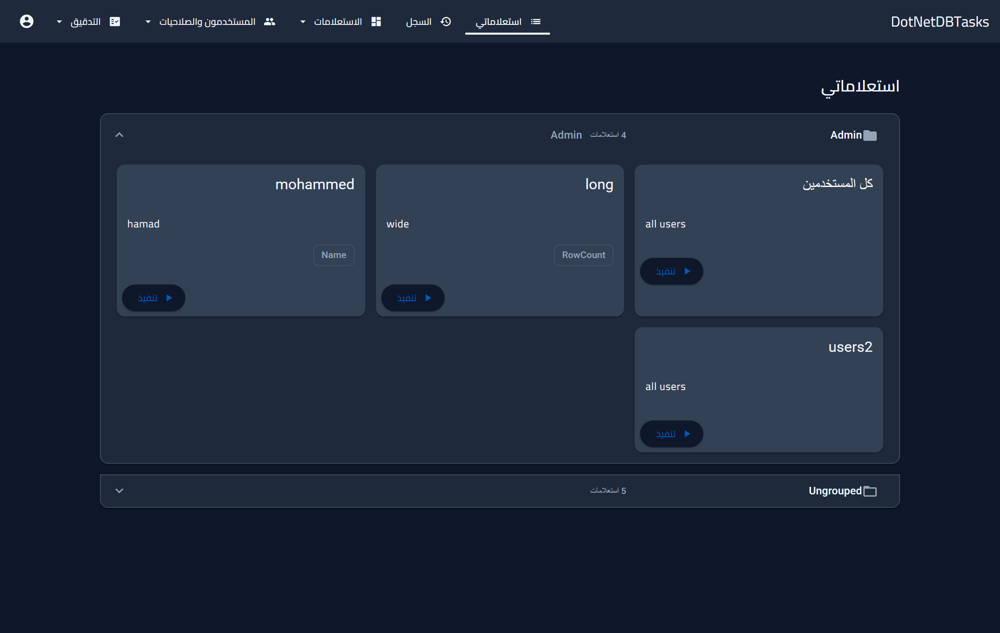 DotNetDBTasks
استعلاماتي
السجل
الاستعلامات
المستخدمون والصلاحيات
التدقيق
استعلاماتي
Admin
4 استعلامات
Admin
كل المستخدمين
all users
تنفيذ
long
wide
RowCount
تنفيذ
mohammed
hamad
Name
تنفيذ
users2
all users
تنفيذ
Ungrouped
5 استعلامات